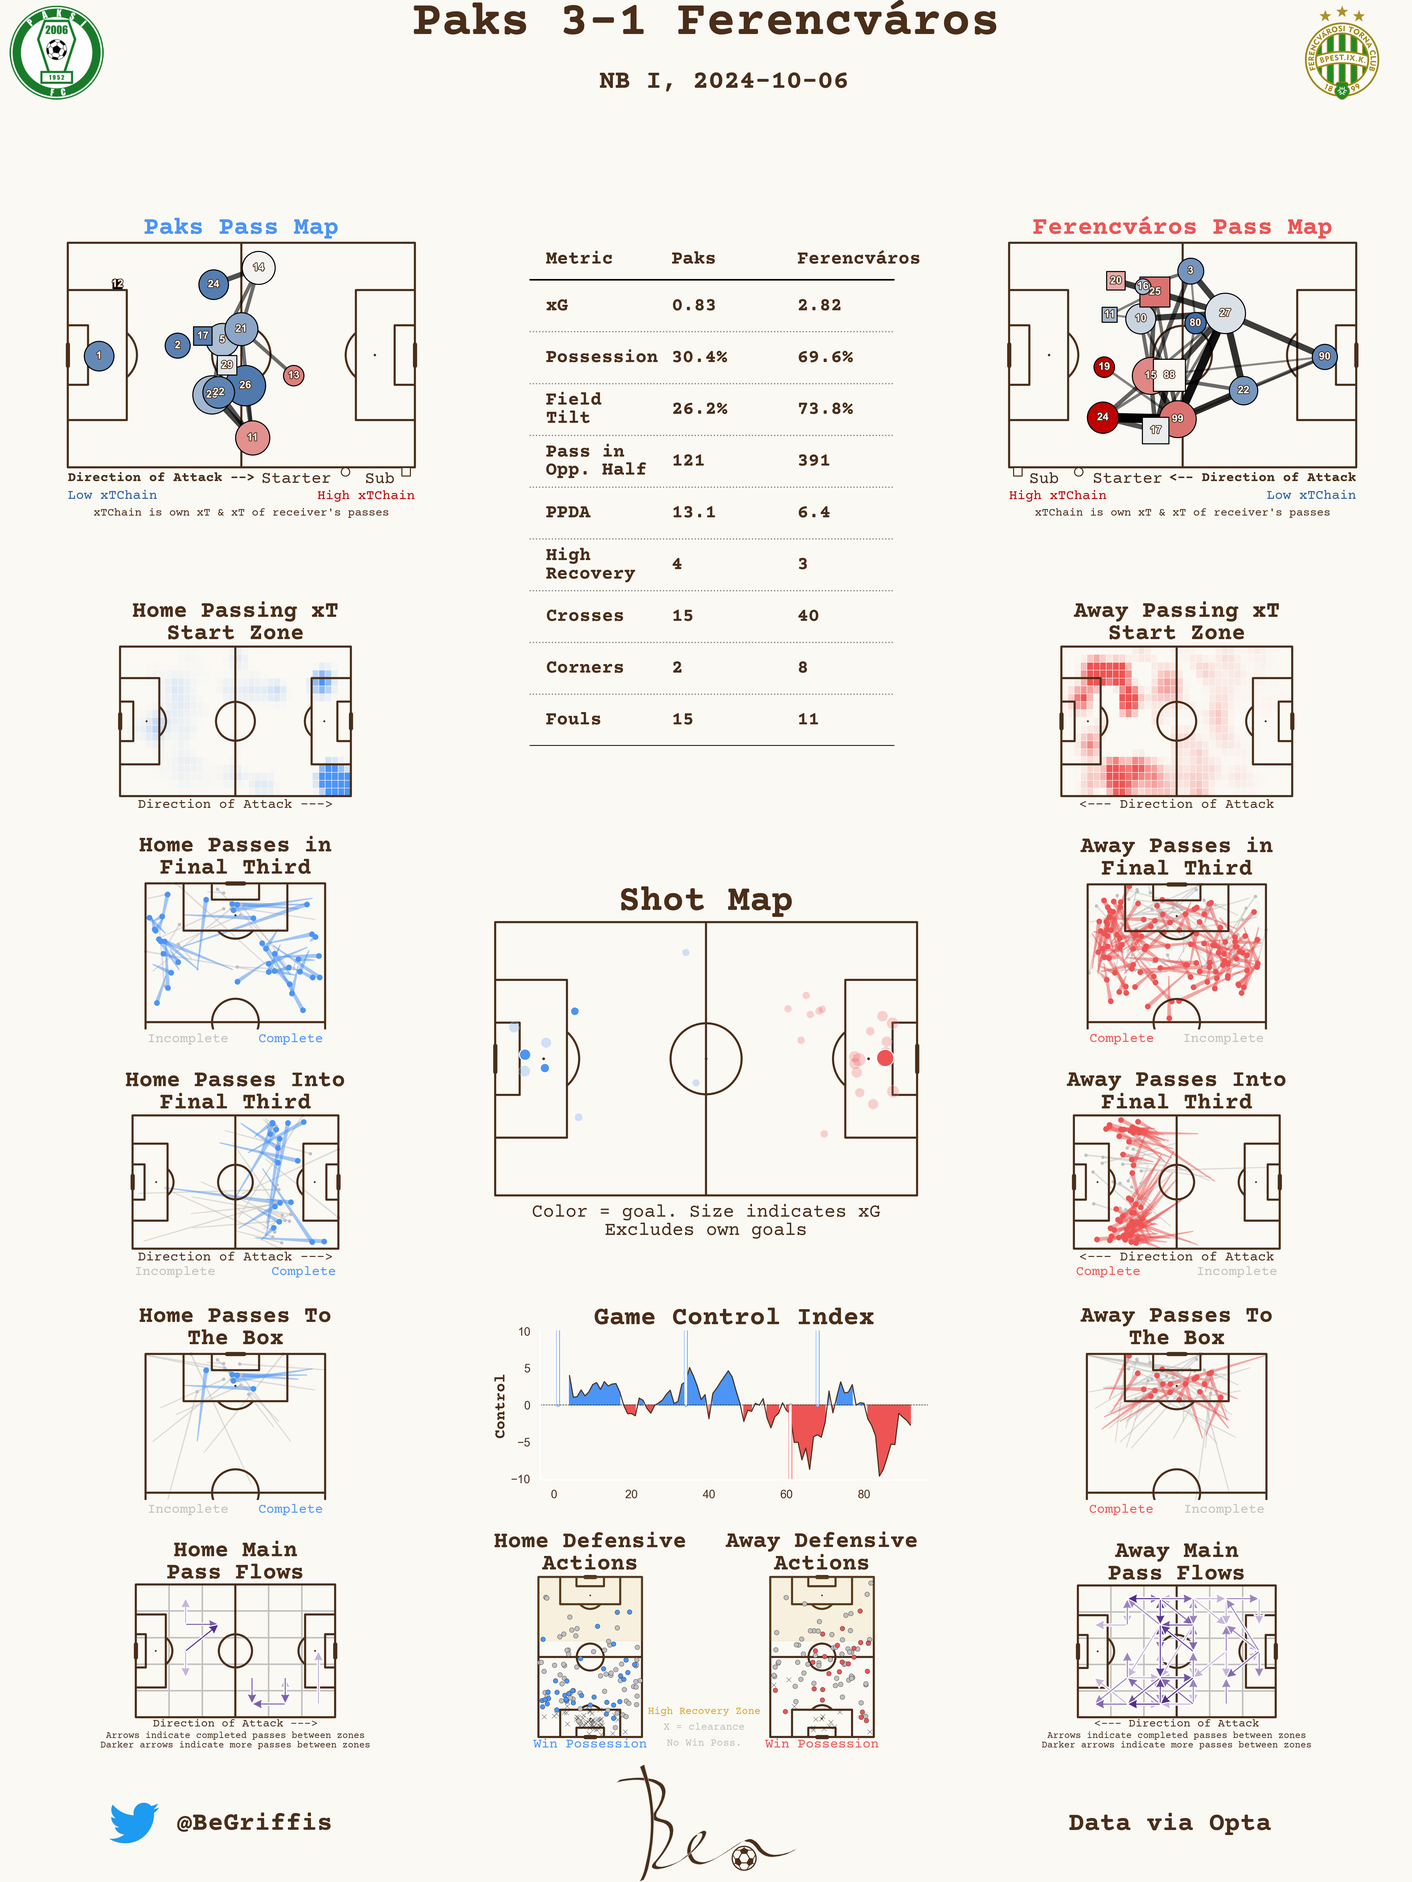 Paks 3-1 Ferencváros
NB I, 2024-10-06
PAKSI
2006
1952
FC
FERENCVÁROSI TORNA CLUB
BPEST.IX.K.
18 99
Paks Pass Map
12
24
14
17
5
21
2
29
1
13
22
26
11
Direction of Attack --> Starter Sub
Low xTChain High xTChain
xTChain is own xT & xT of receiver's passes
Metric Paks Ferencváros
xG 0.83 2.82
Possession 30.4% 69.6%
Field
Tilt 26.2% 73.8%
Pass in
Opp. Half 121 391
PPDA 13.1 6.4
High
Recovery 4 3
Crosses 15 40
Corners 2 8
Fouls 15 11
Ferencváros Pass Map
3
20
16
25
11
10
80
27
90
19
15
88
22
24
99
17
Sub Starter <-- Direction of Attack
High xTChain Low xTChain
xTChain is own xT & xT of receiver's passes
Home Passing xT
Start Zone
Direction of Attack --->
Away Passing xT
Start Zone
<--- Direction of Attack
Home Passes in
Final Third
Incomplete Complete
Away Passes in
Final Third
Complete Incomplete
Shot Map
Color = goal. Size indicates xG
Excludes own goals
Home Passes Into
Final Third
Direction of Attack --->
Incomplete Complete
Away Passes Into
Final Third
<--- Direction of Attack
Complete Incomplete
Home Passes To
The Box
Incomplete Complete
Game Control Index
Control
10
5
0
−5
−10
0 20 40 60 80
Away Passes To
The Box
Complete Incomplete
Home Main
Pass Flows
Direction of Attack --->
Arrows indicate completed passes between zones
Darker arrows indicate more passes between zones
Home Defensive
Actions
Win Possession
Away Defensive
Actions
Win Possession
High Recovery Zone
X = clearance
No Win Poss.
Away Main
Pass Flows
<--- Direction of Attack
Arrows indicate completed passes between zones
Darker arrows indicate more passes between zones
@BeGriffis
Ben
Data via Opta